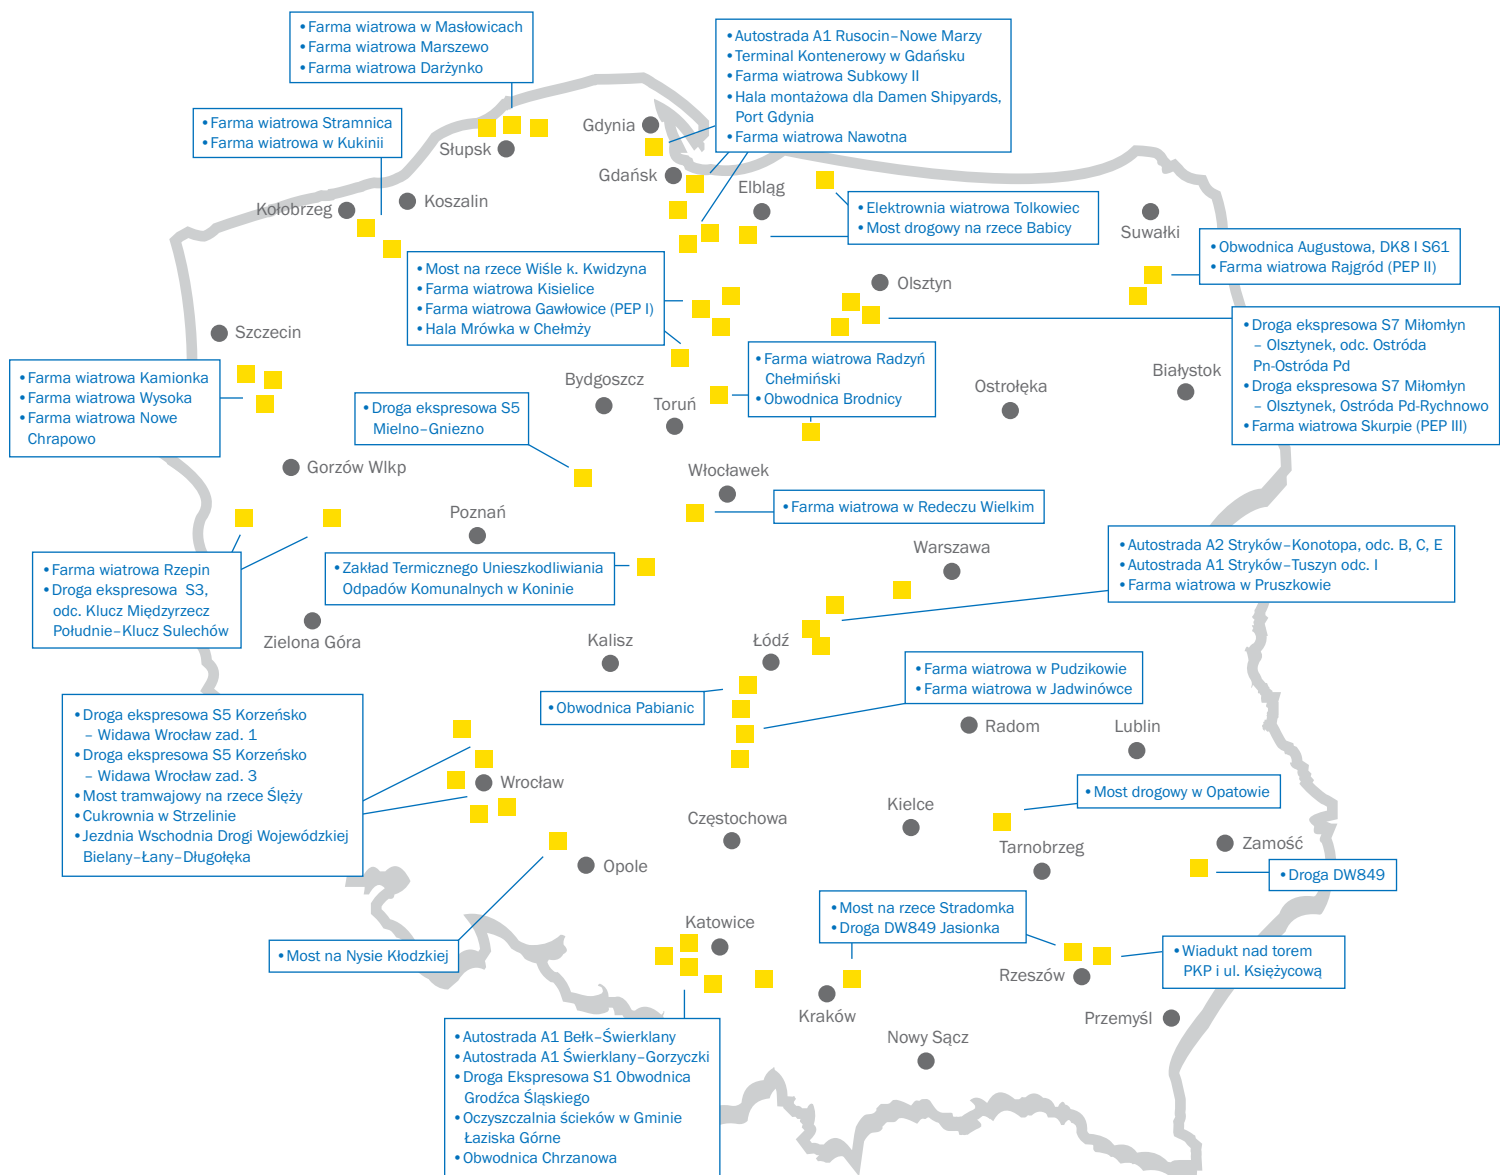 • Farma wiatrowa w Masłowicach
• Farma wiatrowa Marszewo
• Farma wiatrowa Darżynko
• Autostrada A1 Rusocin–Nowe Marzy
• Terminal Kontenerowy w Gdańsku
• Farma wiatrowa Subkowy II
• Hala montażowa dla Damen Shipyards,
Port Gdynia
• Farma wiatrowa Nawotna
• Farma wiatrowa Stramnica
• Farma wiatrowa w Kukinii
Gdynia
Słupsk
Gdańsk
Elbląg
Koszalin
Kołobrzeg
• Elektrownia wiatrowa Tolkowiec
• Most drogowy na rzece Babicy
Suwałki
• Obwodnica Augustowa, DK8 I S61
• Farma wiatrowa Rajgród (PEP II)
• Most na rzece Wiśle k. Kwidzyna
• Farma wiatrowa Kisielice
• Farma wiatrowa Gawłowice (PEP I)
• Hala Mrówka w Chełmży
Olsztyn
Szczecin
• Droga ekspresowa S7 Miłomłyn
– Olsztynek, odc. Ostróda
Pn-Ostróda Pd
• Droga ekspresowa S7 Miłomłyn
– Olsztynek, Ostróda Pd-Rychnowo
• Farma wiatrowa Skurpie (PEP III)
• Farma wiatrowa Kamionka
• Farma wiatrowa Wysoka
• Farma wiatrowa Nowe
Chrapowo
• Farma wiatrowa Radzyń
Chełmiński
• Obwodnica Brodnicy
Bydgoszcz
Toruń
Ostrołęka
Białystok
• Droga ekspresowa S5
Mielno–Gniezno
Gorzów Wlkp
Włocławek
• Farma wiatrowa w Redeczu Wielkim
Poznań
Warszawa
• Autostrada A2 Stryków–Konotopa, odc. B, C, E
• Autostrada A1 Stryków–Tuszyn odc. I
• Farma wiatrowa w Pruszkowie
• Farma wiatrowa Rzepin
• Droga ekspresowa S3,
odc. Klucz Międzyrzecz
Południe–Klucz Sulechów
• Zakład Termicznego Unieszkodliwiania
Odpadów Komunalnych w Koninie
Zielona Góra
Kalisz
Łódź
• Farma wiatrowa w Pudzikowie
• Farma wiatrowa w Jadwinówce
• Obwodnica Pabianic
• Droga ekspresowa S5 Korzeńsko
– Widawa Wrocław zad. 1
• Droga ekspresowa S5 Korzeńsko
– Widawa Wrocław zad. 3
• Most tramwajowy na rzece Ślęży
• Cukrownia w Strzelinie
• Jezdnia Wschodnia Drogi Wojewódzkiej
Bielany–Łany–Długołęka
Radom
Lublin
Wrocław
• Most drogowy w Opatowie
Kielce
Częstochowa
Tarnobrzeg
Zamość
Opole
• Droga DW849
• Most na rzece Stradomka
• Droga DW849 Jasionka
Katowice
• Most na Nysie Kłodzkiej
• Wiadukt nad torem
PKP i ul. Księżycową
Rzeszów
Kraków
Przemyśl
Nowy Sącz
• Autostrada A1 Bełk–Świerklany
• Autostrada A1 Świerklany–Gorzyczki
• Droga Ekspresowa S1 Obwodnica
Grodźca Śląskiego
• Oczyszczalnia ścieków w Gminie
Łaziska Górne
• Obwodnica Chrzanowa